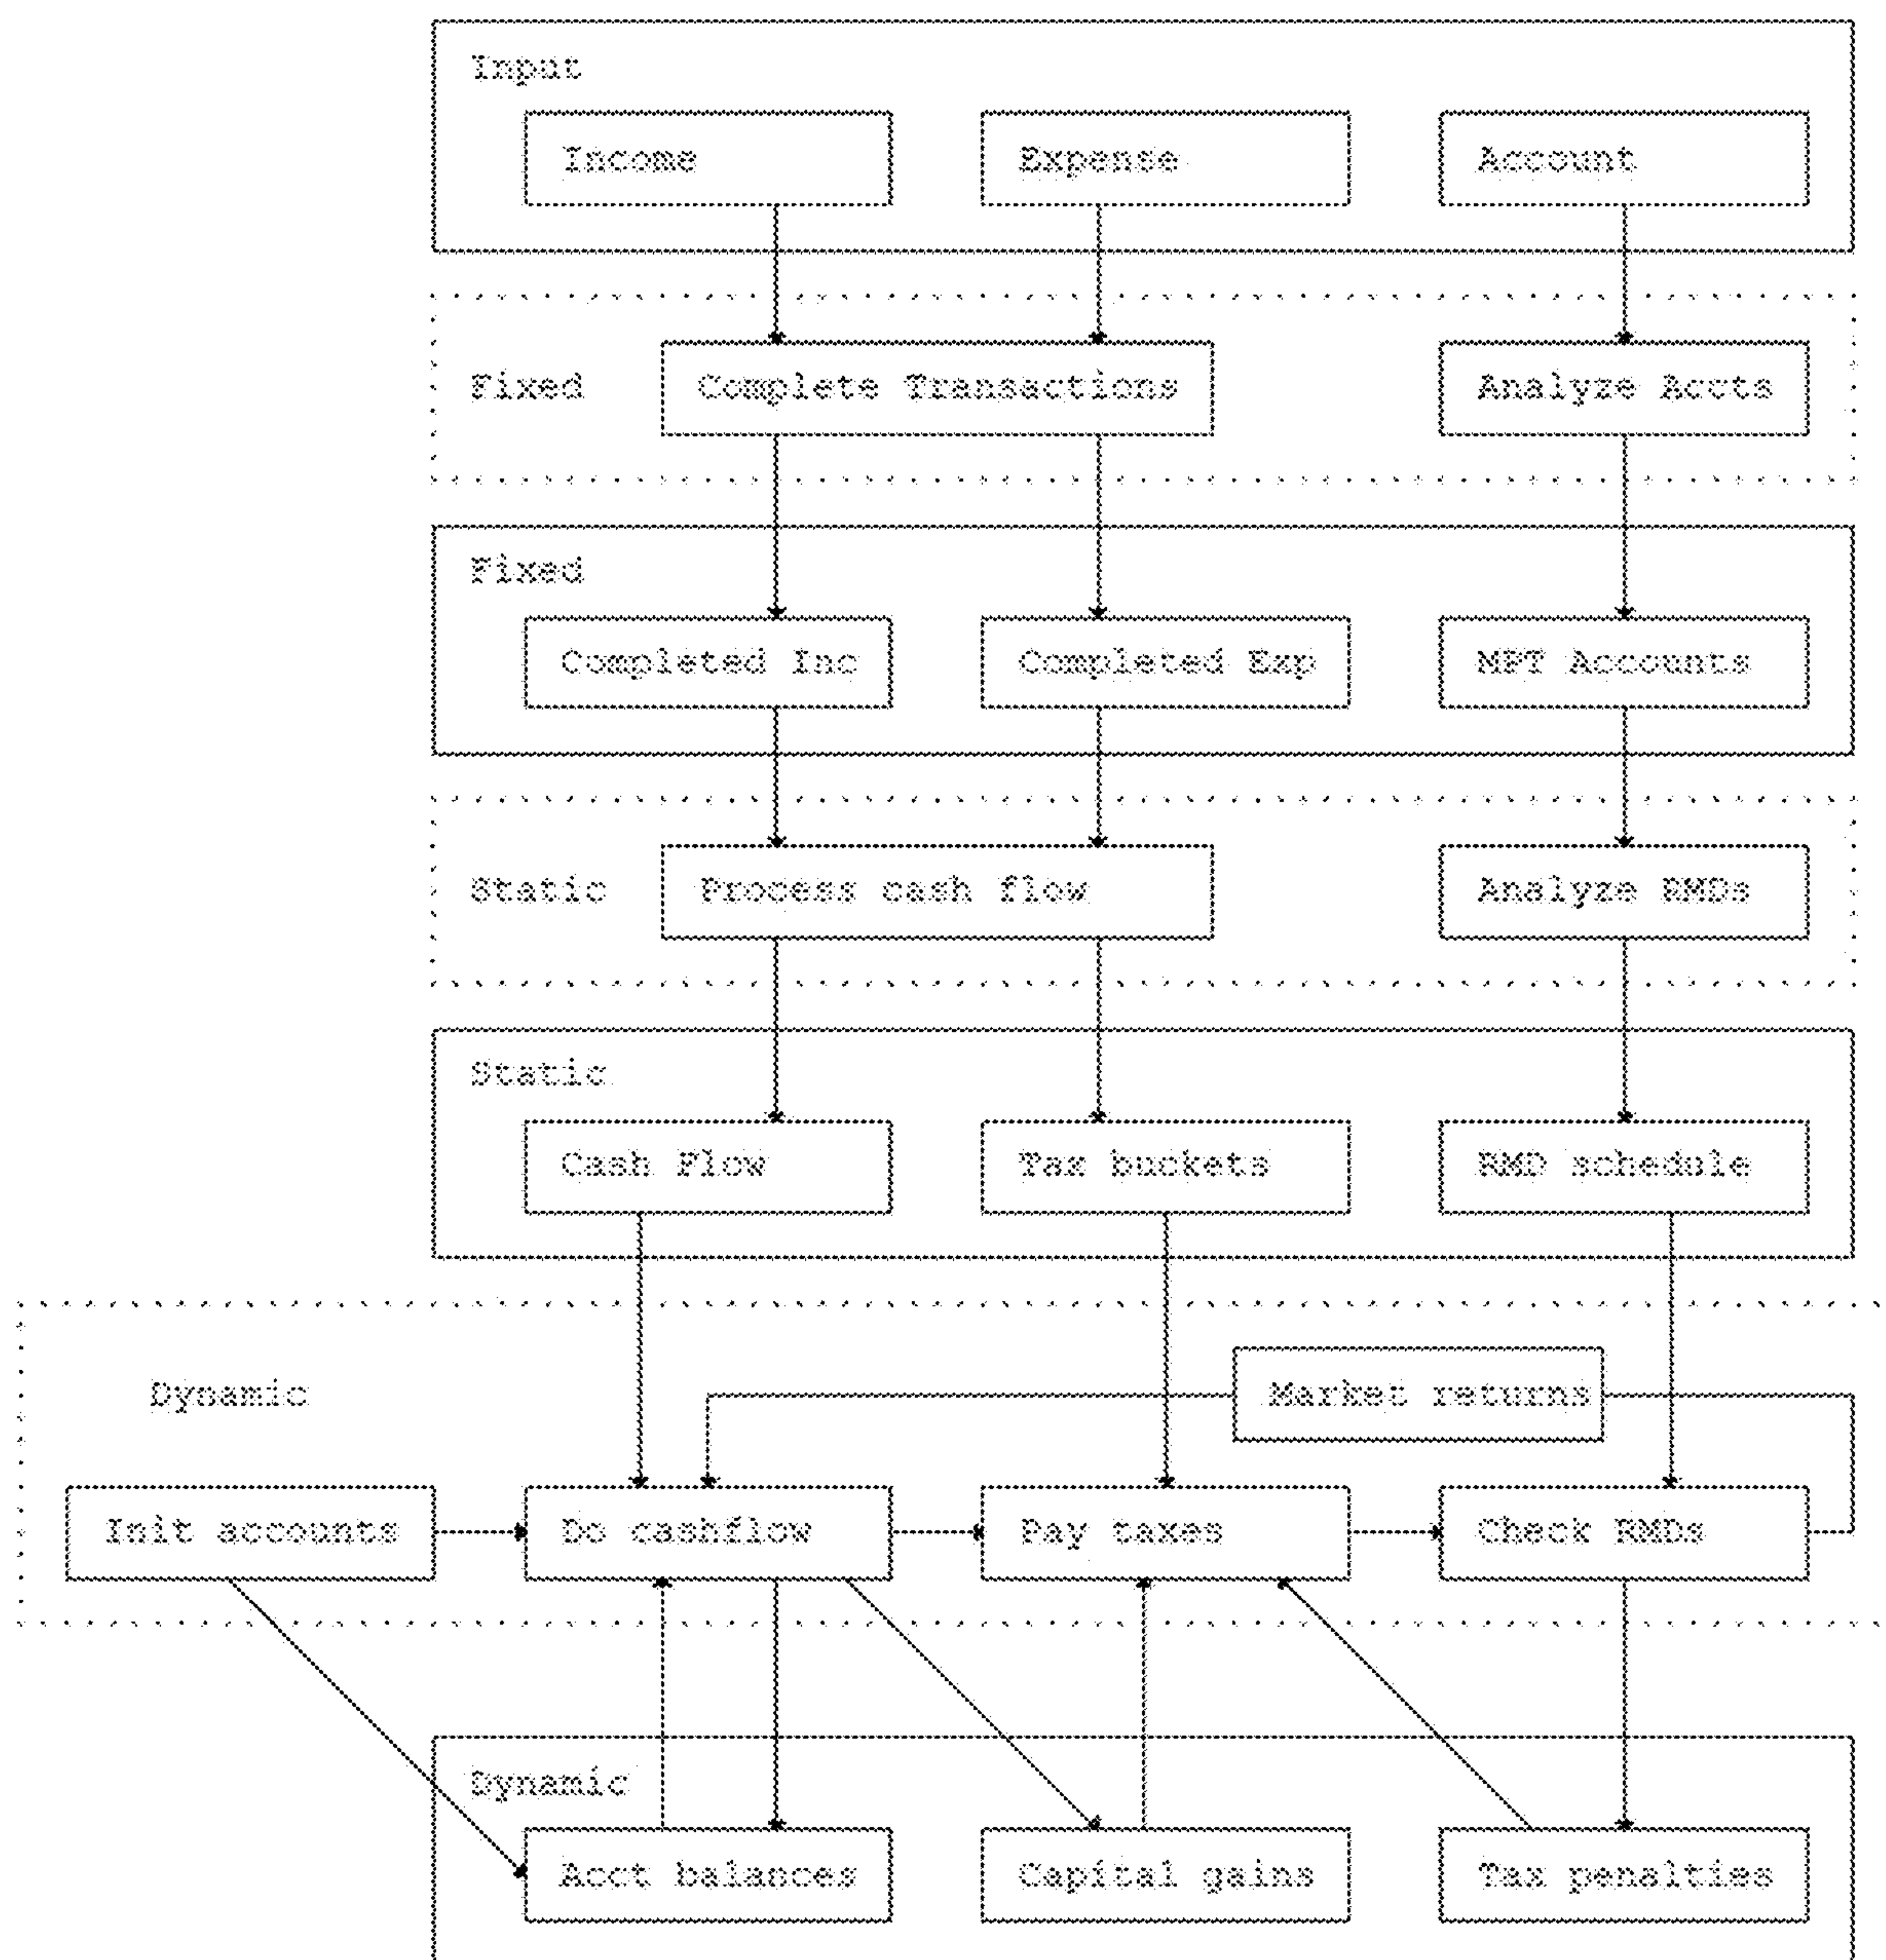 Input
Income
Expense
Account
Fixed
Complete Transactions
Analyze Accts
Fixed
Completed Inc
Completed Exp
MPT Accounts
Static
Process cash flow
Analyze RMDs
Static
Cash Flow
Tax buckets
RMD schedule
Dynamic
Market returns
Init accounts
Do cashflow
Pay taxes
Check RMDs
Dynamic
Acct balances
Capital gains
Tax penalties